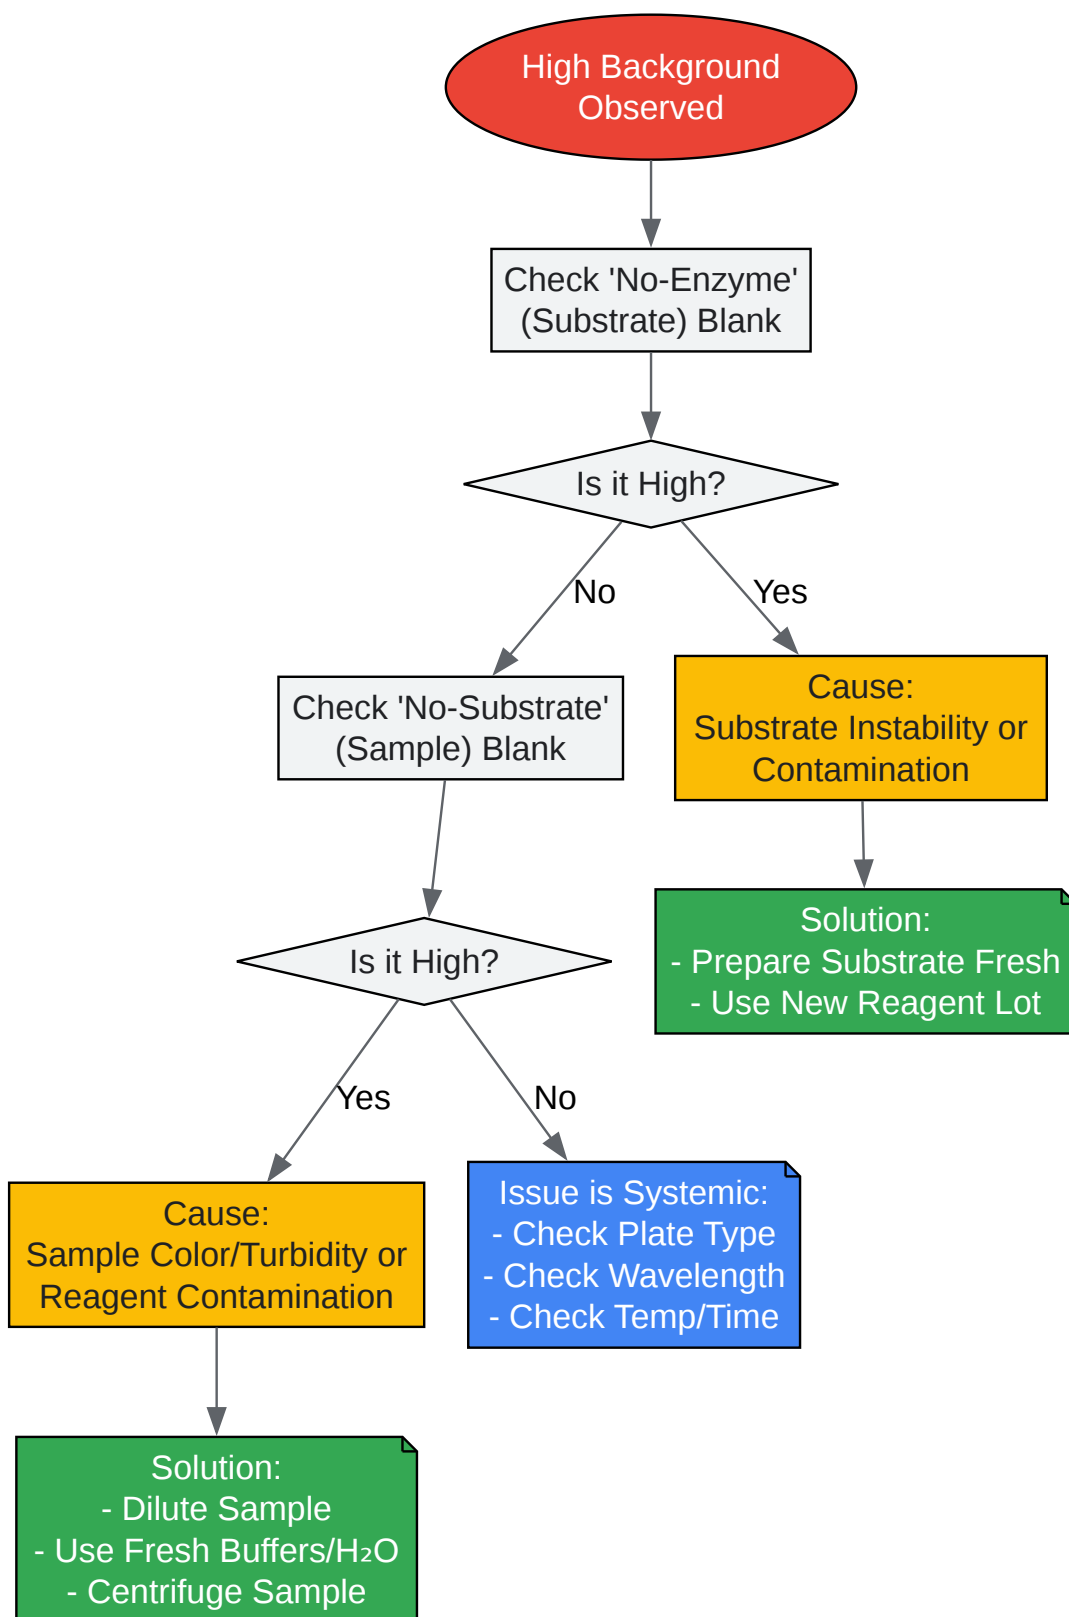 High Background
Observed
Check 'No-Enzyme'
(Substrate) Blank
Is it High?
No
Yes
Check 'No-Substrate'
(Sample) Blank
Cause:
Substrate Instability or
Contamination
Is it High?
Solution:
- Prepare Substrate Fresh
- Use New Reagent Lot
Yes
No
Cause:
Sample Color/Turbidity or
Reagent Contamination
Issue is Systemic:
- Check Plate Type
- Check Wavelength
- Check Temp/Time
Solution:
- Dilute Sample
- Use Fresh Buffers/H₂O
- Centrifuge Sample